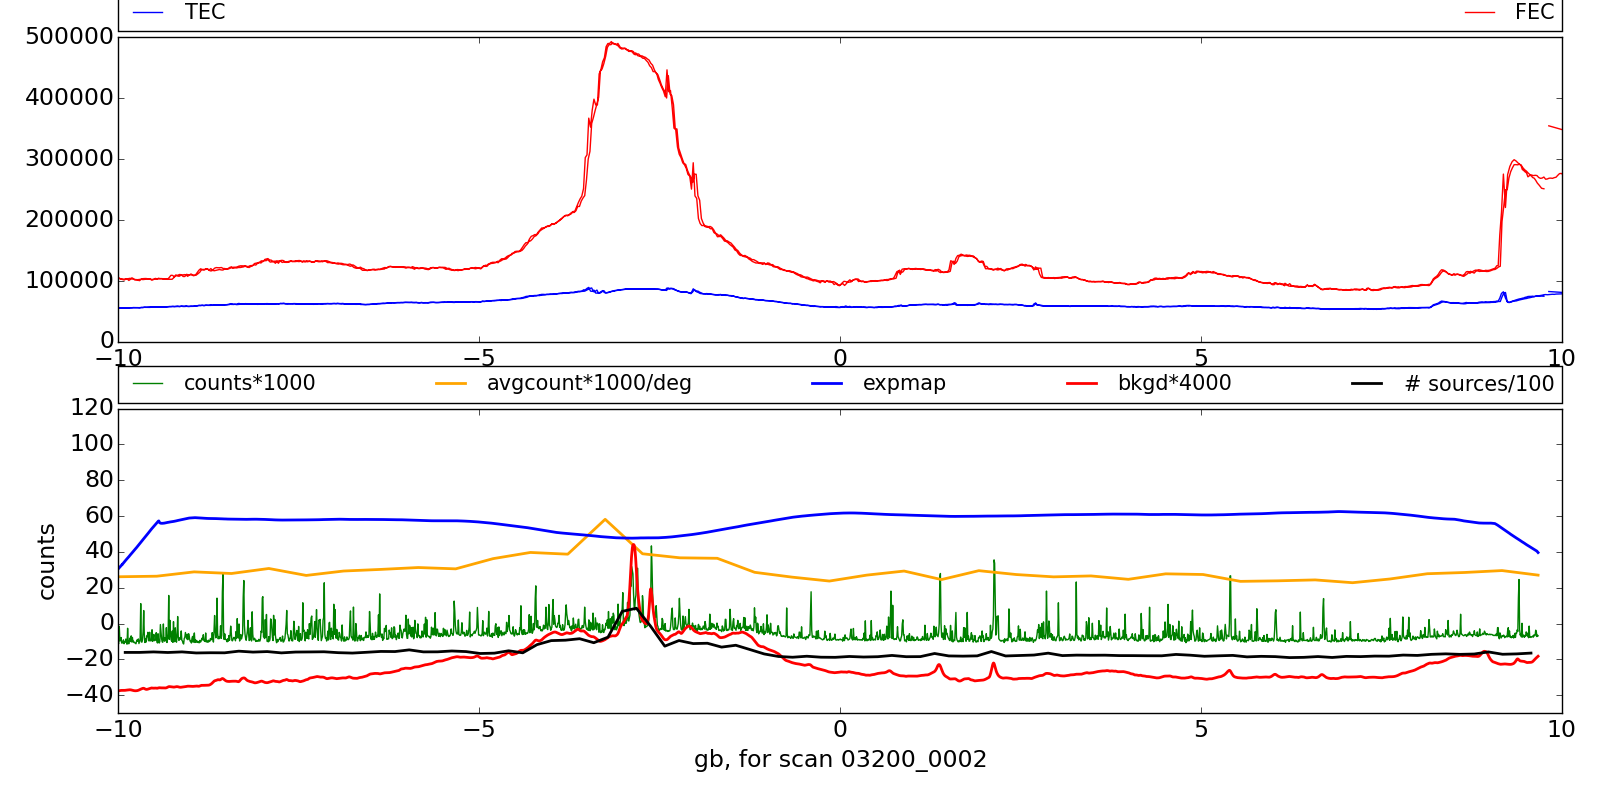 TEC FEC
500000
400000
300000
200000
100000
0
−10 −5 0 5 10
counts*1000 avgcount*1000/deg expmap bkgd*4000 # sources/100
120
100
80
60
40
20
0
−20
−40
counts
−10 −5 0 5 10
gb, for scan 03200_0002